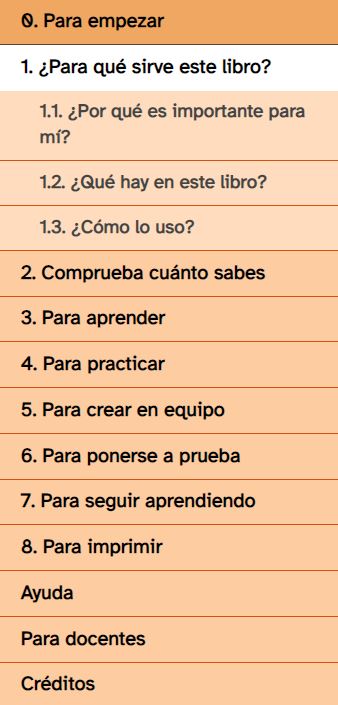 0. Para empezar
1. ¿Para qué sirve este libro?
1.1. ¿Por qué es importante para
mí?
1.2. ¿Qué hay en este libro?
1.3. ¿Cómo lo uso?
2. Comprueba cuánto sabes
3. Para aprender
4. Para practicar
5. Para crear en equipo
6. Para ponerse a prueba
7. Para seguir aprendiendo
8. Para imprimir
Ayuda
Para docentes
Créditos